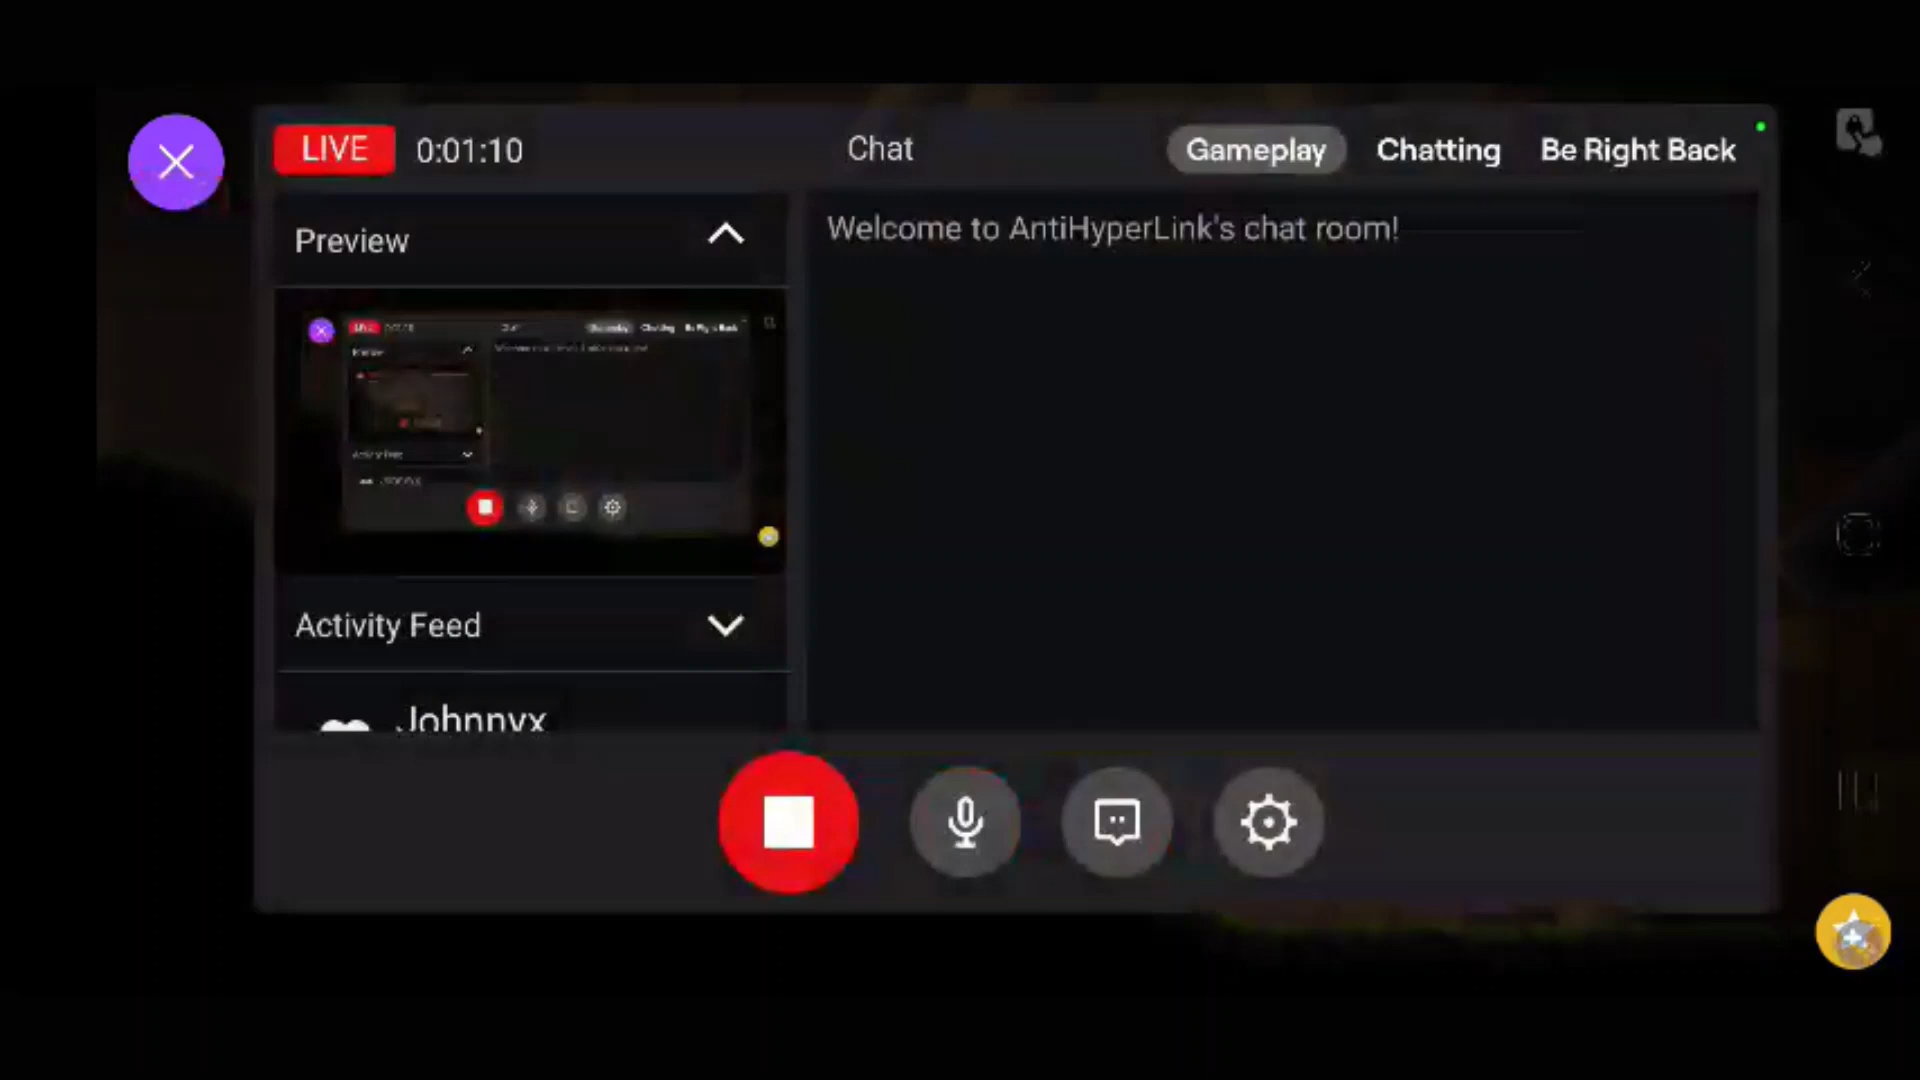 LIVE 0:01:10 Chat Gameplay Chatting Be Right Back
Preview
Welcome to AntiHyperLink's chat room!
Activity Feed
Johnnyx